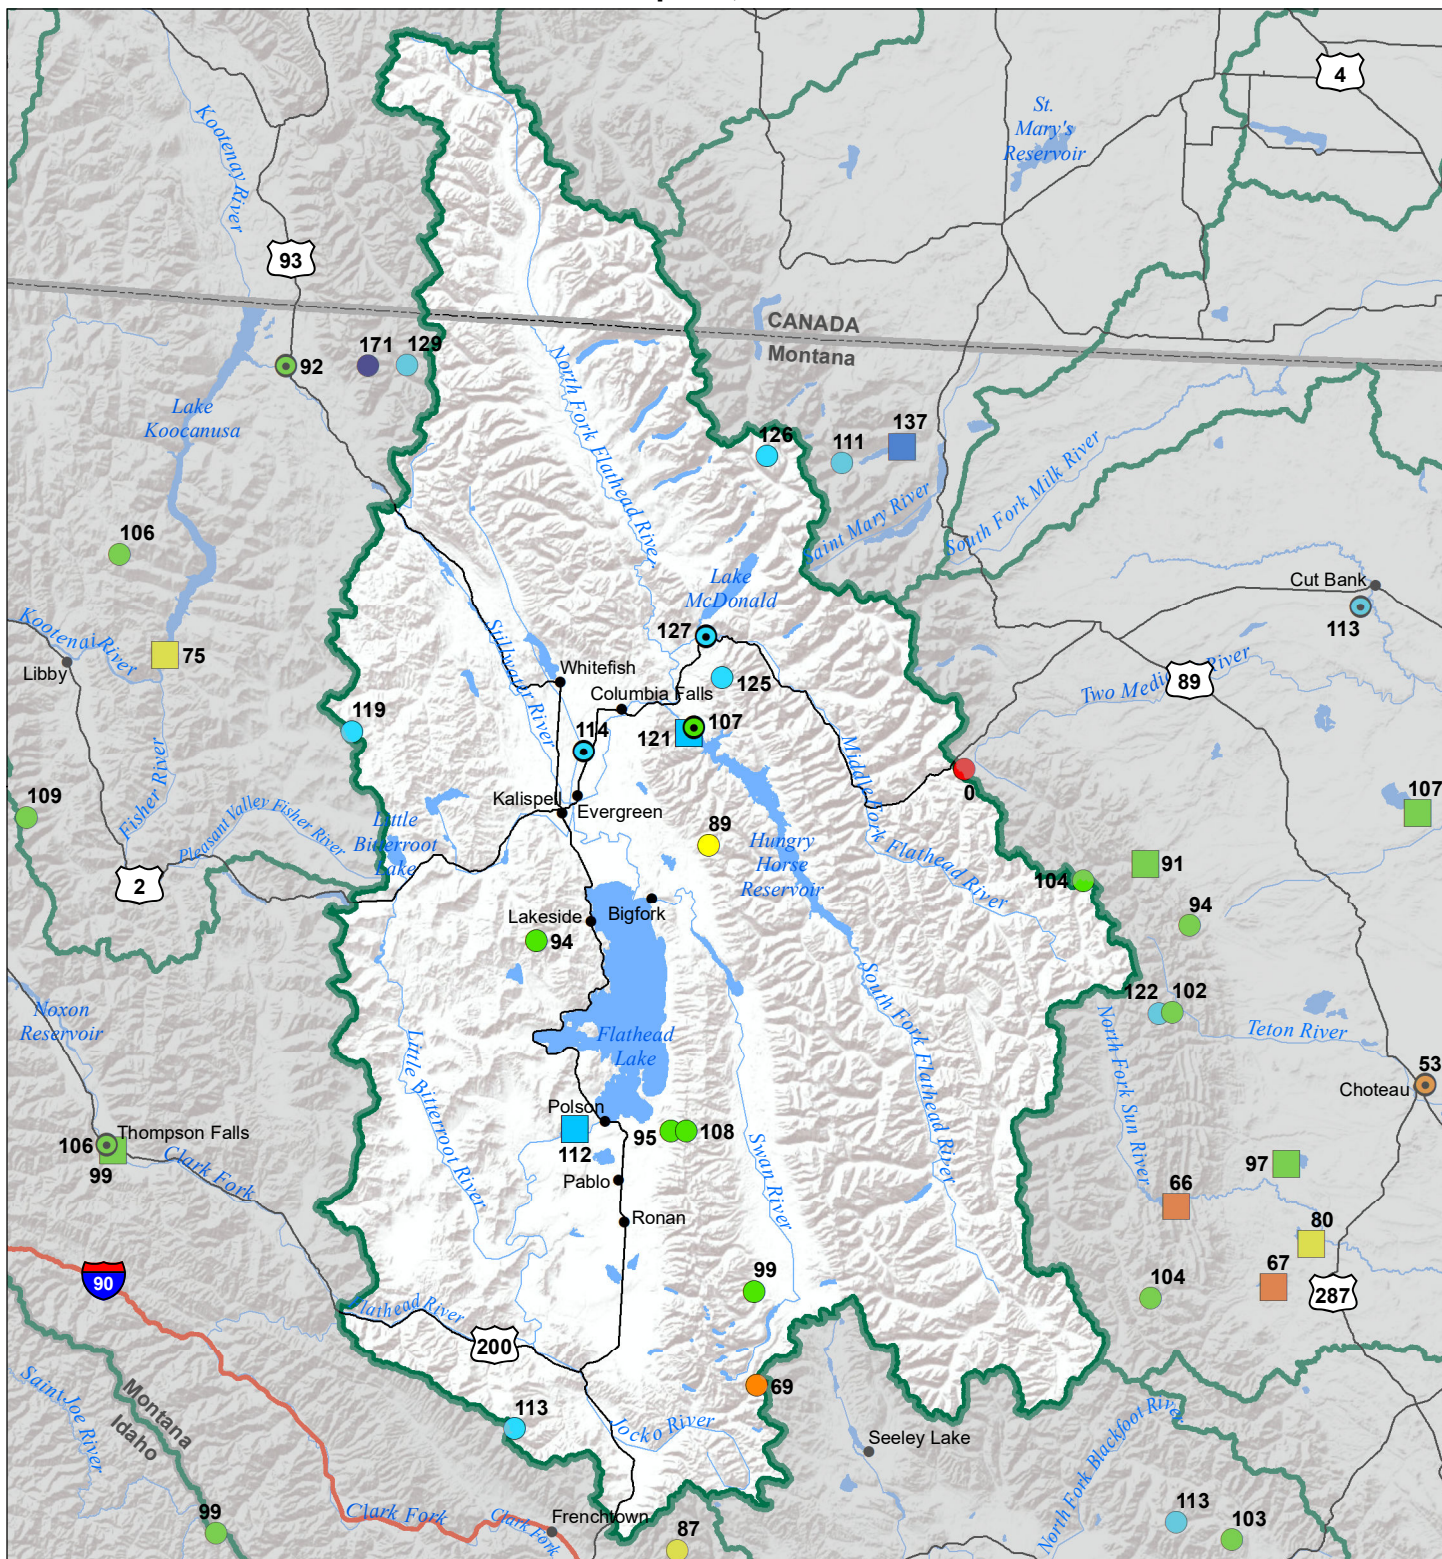 4
St.
Mary's
Reservoir
Kootenay River
93
CANADA
Montana
171
129
92
Lake
Koocanusa
North Fork Flathead River
126
111
137
Saint Mary River
South Fork Milk River
106
Cut Bank
113
Lake
McDonald
127
Kootenai River
Libby
75
Stillwater River
Whitefish
Columbia Falls
125
Two Medicine River
89
119
114
121
107
Fisher River
Middle Fork Flathead River
0
109
Kalispell
Evergreen
107
Pleasant Valley Fisher River
Little
Bitterroot
Lake
89
Hungry
Horse
Reservoir
2
91
104
Lakeside
Bigfork
94
94
Noxon
Reservoir
South Fork Flathead River
122
102
North Fork Sun River
Teton River
Little Bitterroot River
Flathead
Lake
53
Choteau
Polson
Thompson Falls
106
99
Clark Fork
112
95
108
Swan River
Pablo
97
66
Ronan
80
90
99
67
104
287
Flathead River
200
69
Montana
Idaho
Saint Joe River
113
Jocko River
Seeley Lake
North Fork Blackfoot River
99
Clark Fork
Clark Fork
Frenchtown
87
113
103